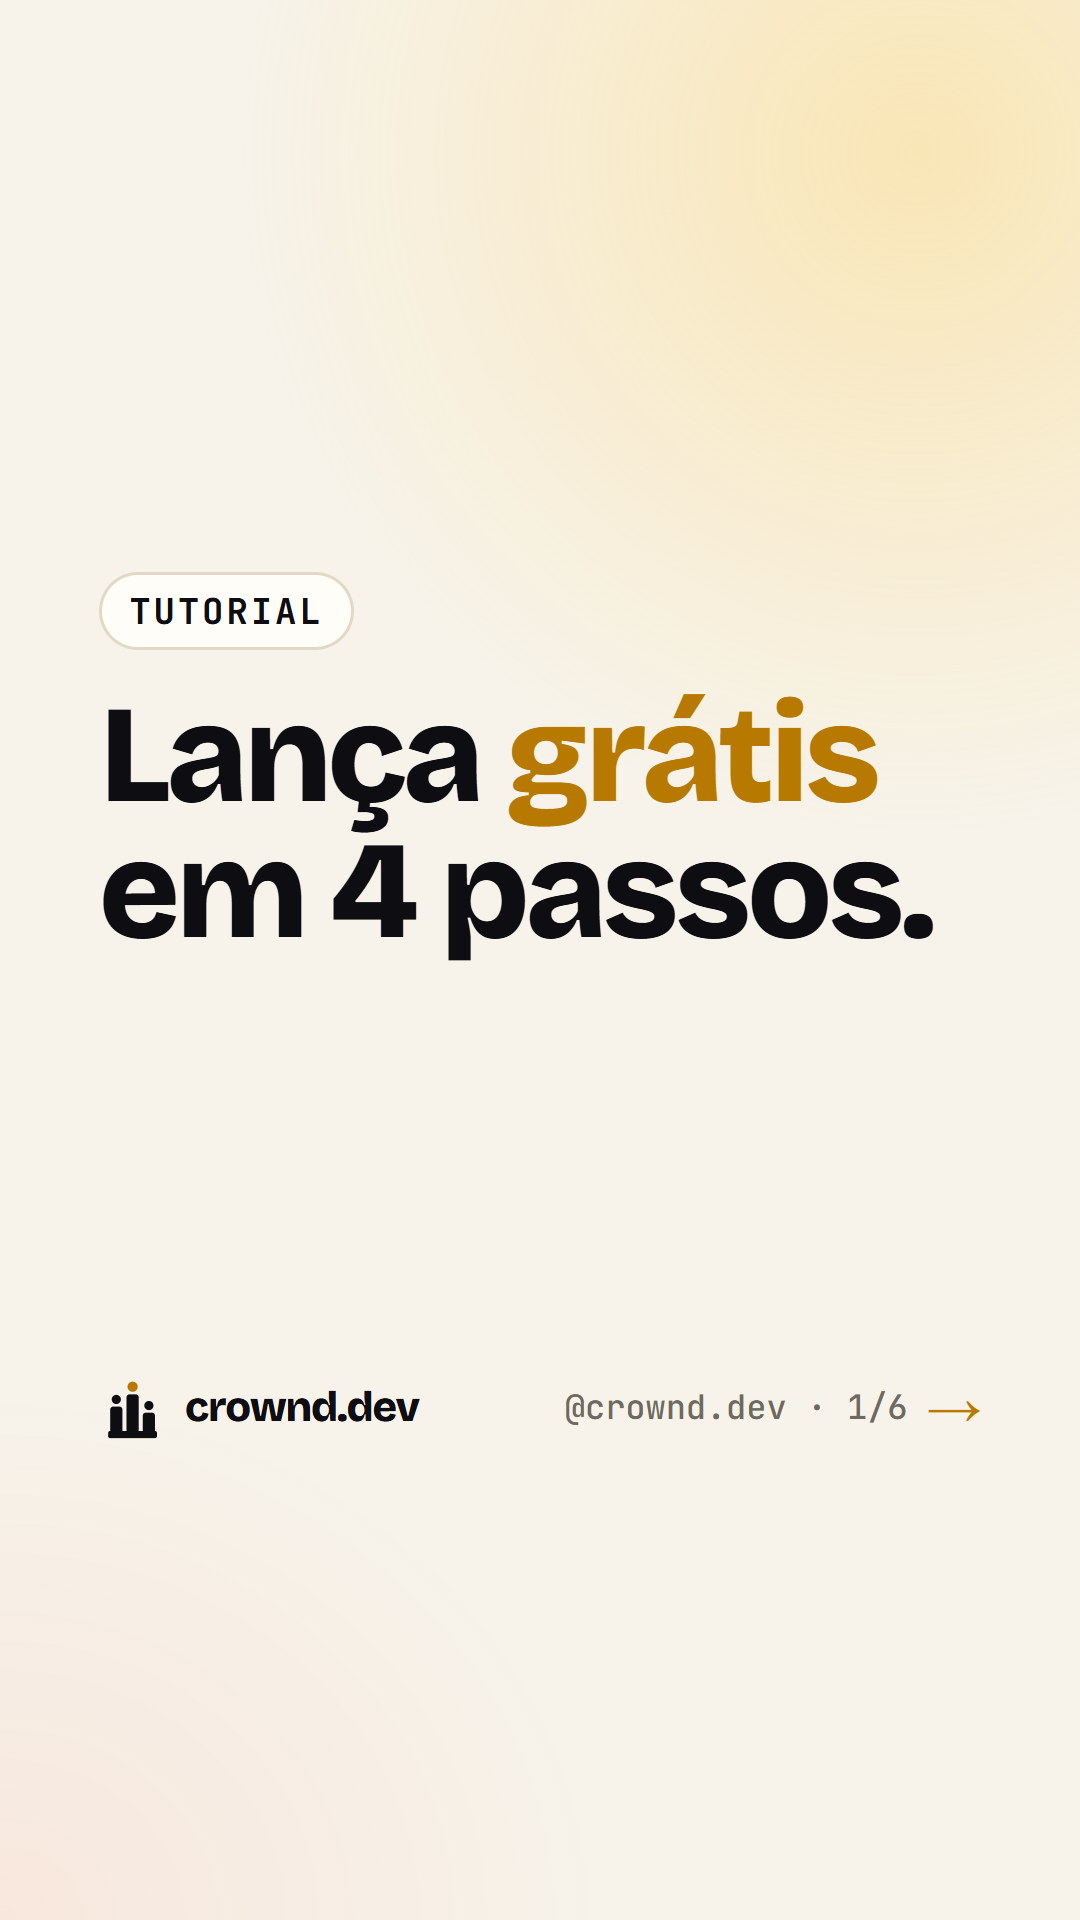 TUTORIAL
Lança grátis
em 4 passos.
crownd.dev
@crownd.dev · 1/6 →